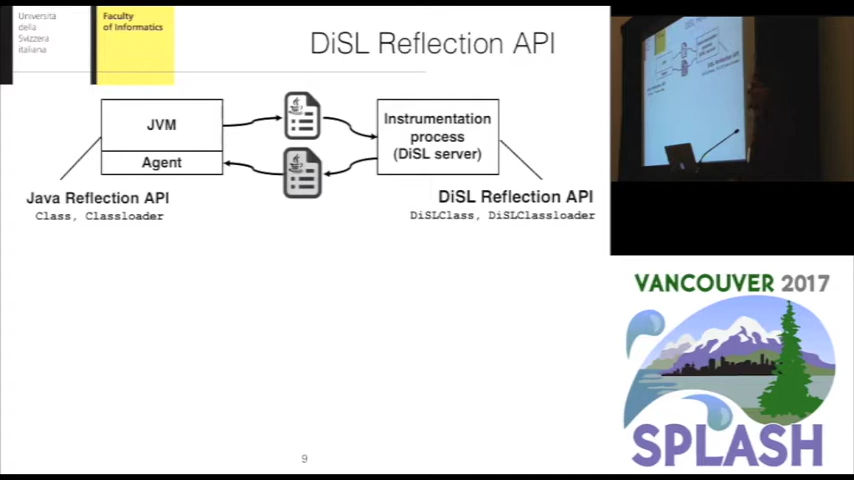 Università
della
Svizzera
italiana
Faculty
of Informatics
DiSL Reflection API
JVM
Agent
Instrumentation
process
(DiSL server)
Java Reflection API
Class, Classloader
DiSL Reflection API
DiSLClass, DiSLClassloader
9
VANCOUVER 2017
SPLASH